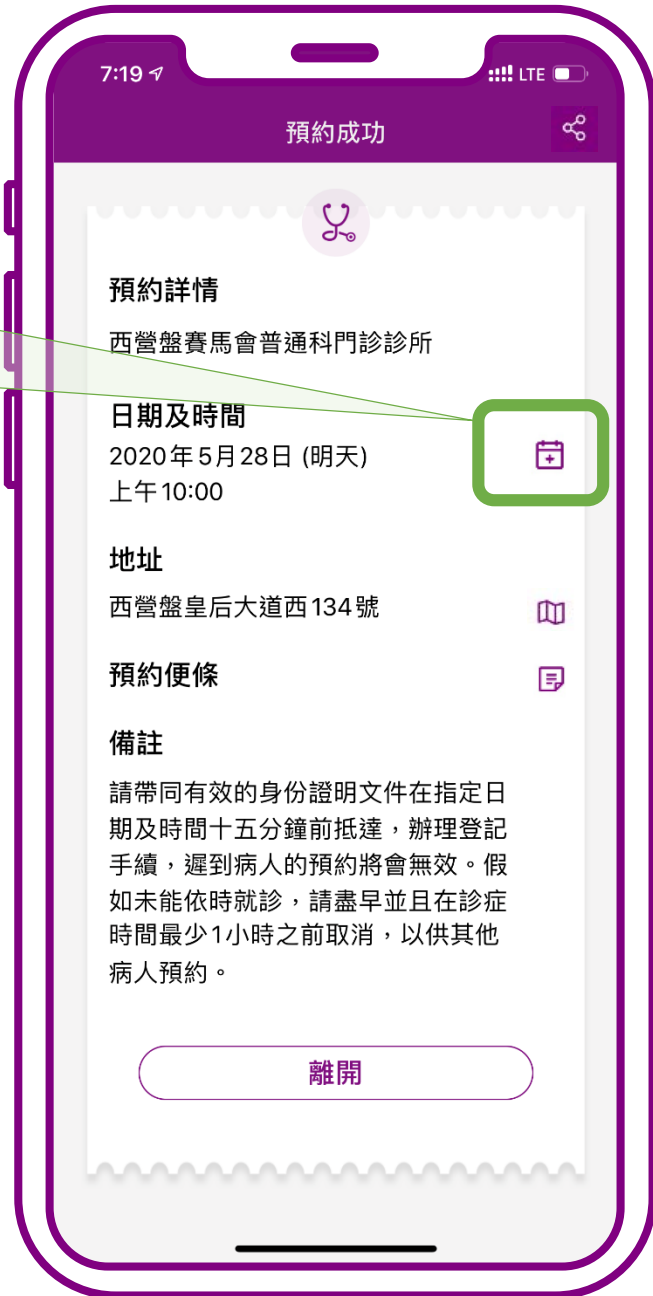 7:19
LTE
預約成功
預約詳情
西營盤賽馬會普通科門診診所
日期及時間
2020年5月28日 (明天)
上午10:00
地址
西營盤皇后大道西134號
預約便條
備註
請帶同有效的身份證明文件在指定日
期及時間十五分鐘前抵達，辦理登記
手續，遲到病人的預約將會無效。假
如未能依時就診，請盡早並且在診症
時間最少1小時之前取消，以供其他
病人預約。
離開